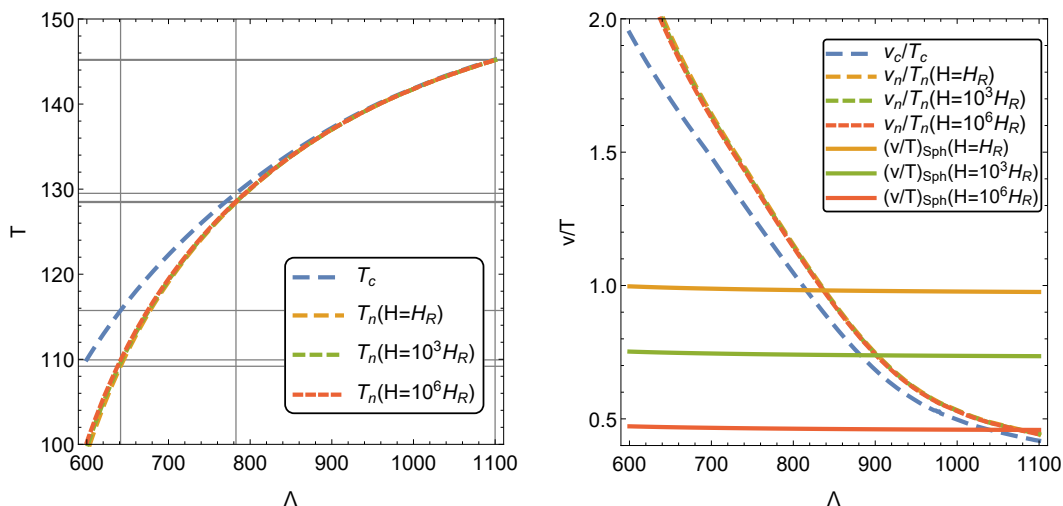 150
140
130
120
110
100
600 700 800 900 1000 1100
T
Λ
T_c
T_n(H=H_R)
T_n(H=10^3H_R)
T_n(H=10^6H_R)
2.0
1.5
1.0
0.5
600 700 800 900 1000 1100
v/T
Λ
v_c/T_c
v_n/T_n(H=H_R)
v_n/T_n(H=10^3H_R)
v_n/T_n(H=10^6H_R)
(v/T)_Sph(H=H_R)
(v/T)_Sph(H=10^3H_R)
(v/T)_Sph(H=10^6H_R)